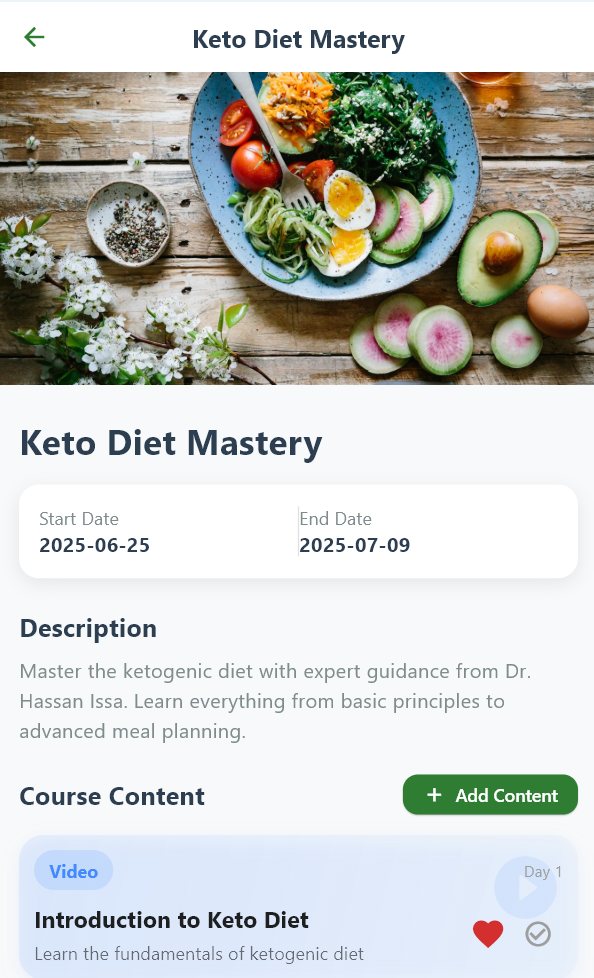 Keto Diet Mastery
Keto Diet Mastery
Start Date
End Date
2025-06-25
2025-07-09
Description
Master the ketogenic diet with expert guidance from Dr.
Hassan Issa. Learn everything from basic principles to
advanced meal planning.
Course Content
+ Add Content
Video
Day 1
Introduction to Keto Diet
Learn the fundamentals of ketogenic diet